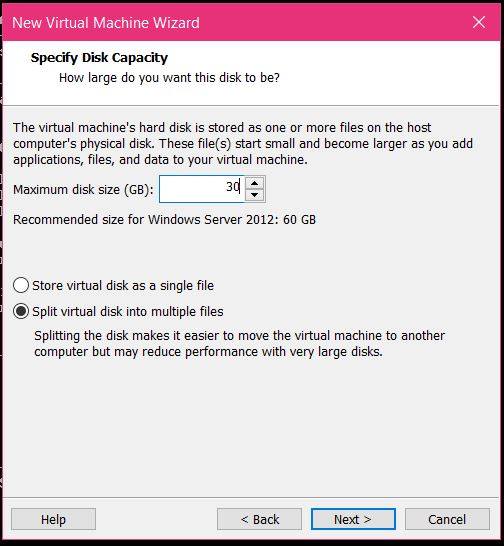 New Virtual Machine Wizard
Specify Disk Capacity
How large do you want this disk to be?
The virtual machine's hard disk is stored as one or more files on the host
computer's physical disk. These file(s) start small and become larger as you add
applications, files, and data to your virtual machine.
Maximum disk size (GB): 30
Recommended size for Windows Server 2012: 60 GB
Store virtual disk as a single file
Split virtual disk into multiple files
Splitting the disk makes it easier to move the virtual machine to another
computer but may reduce performance with very large disks.
Help < Back Next > Cancel